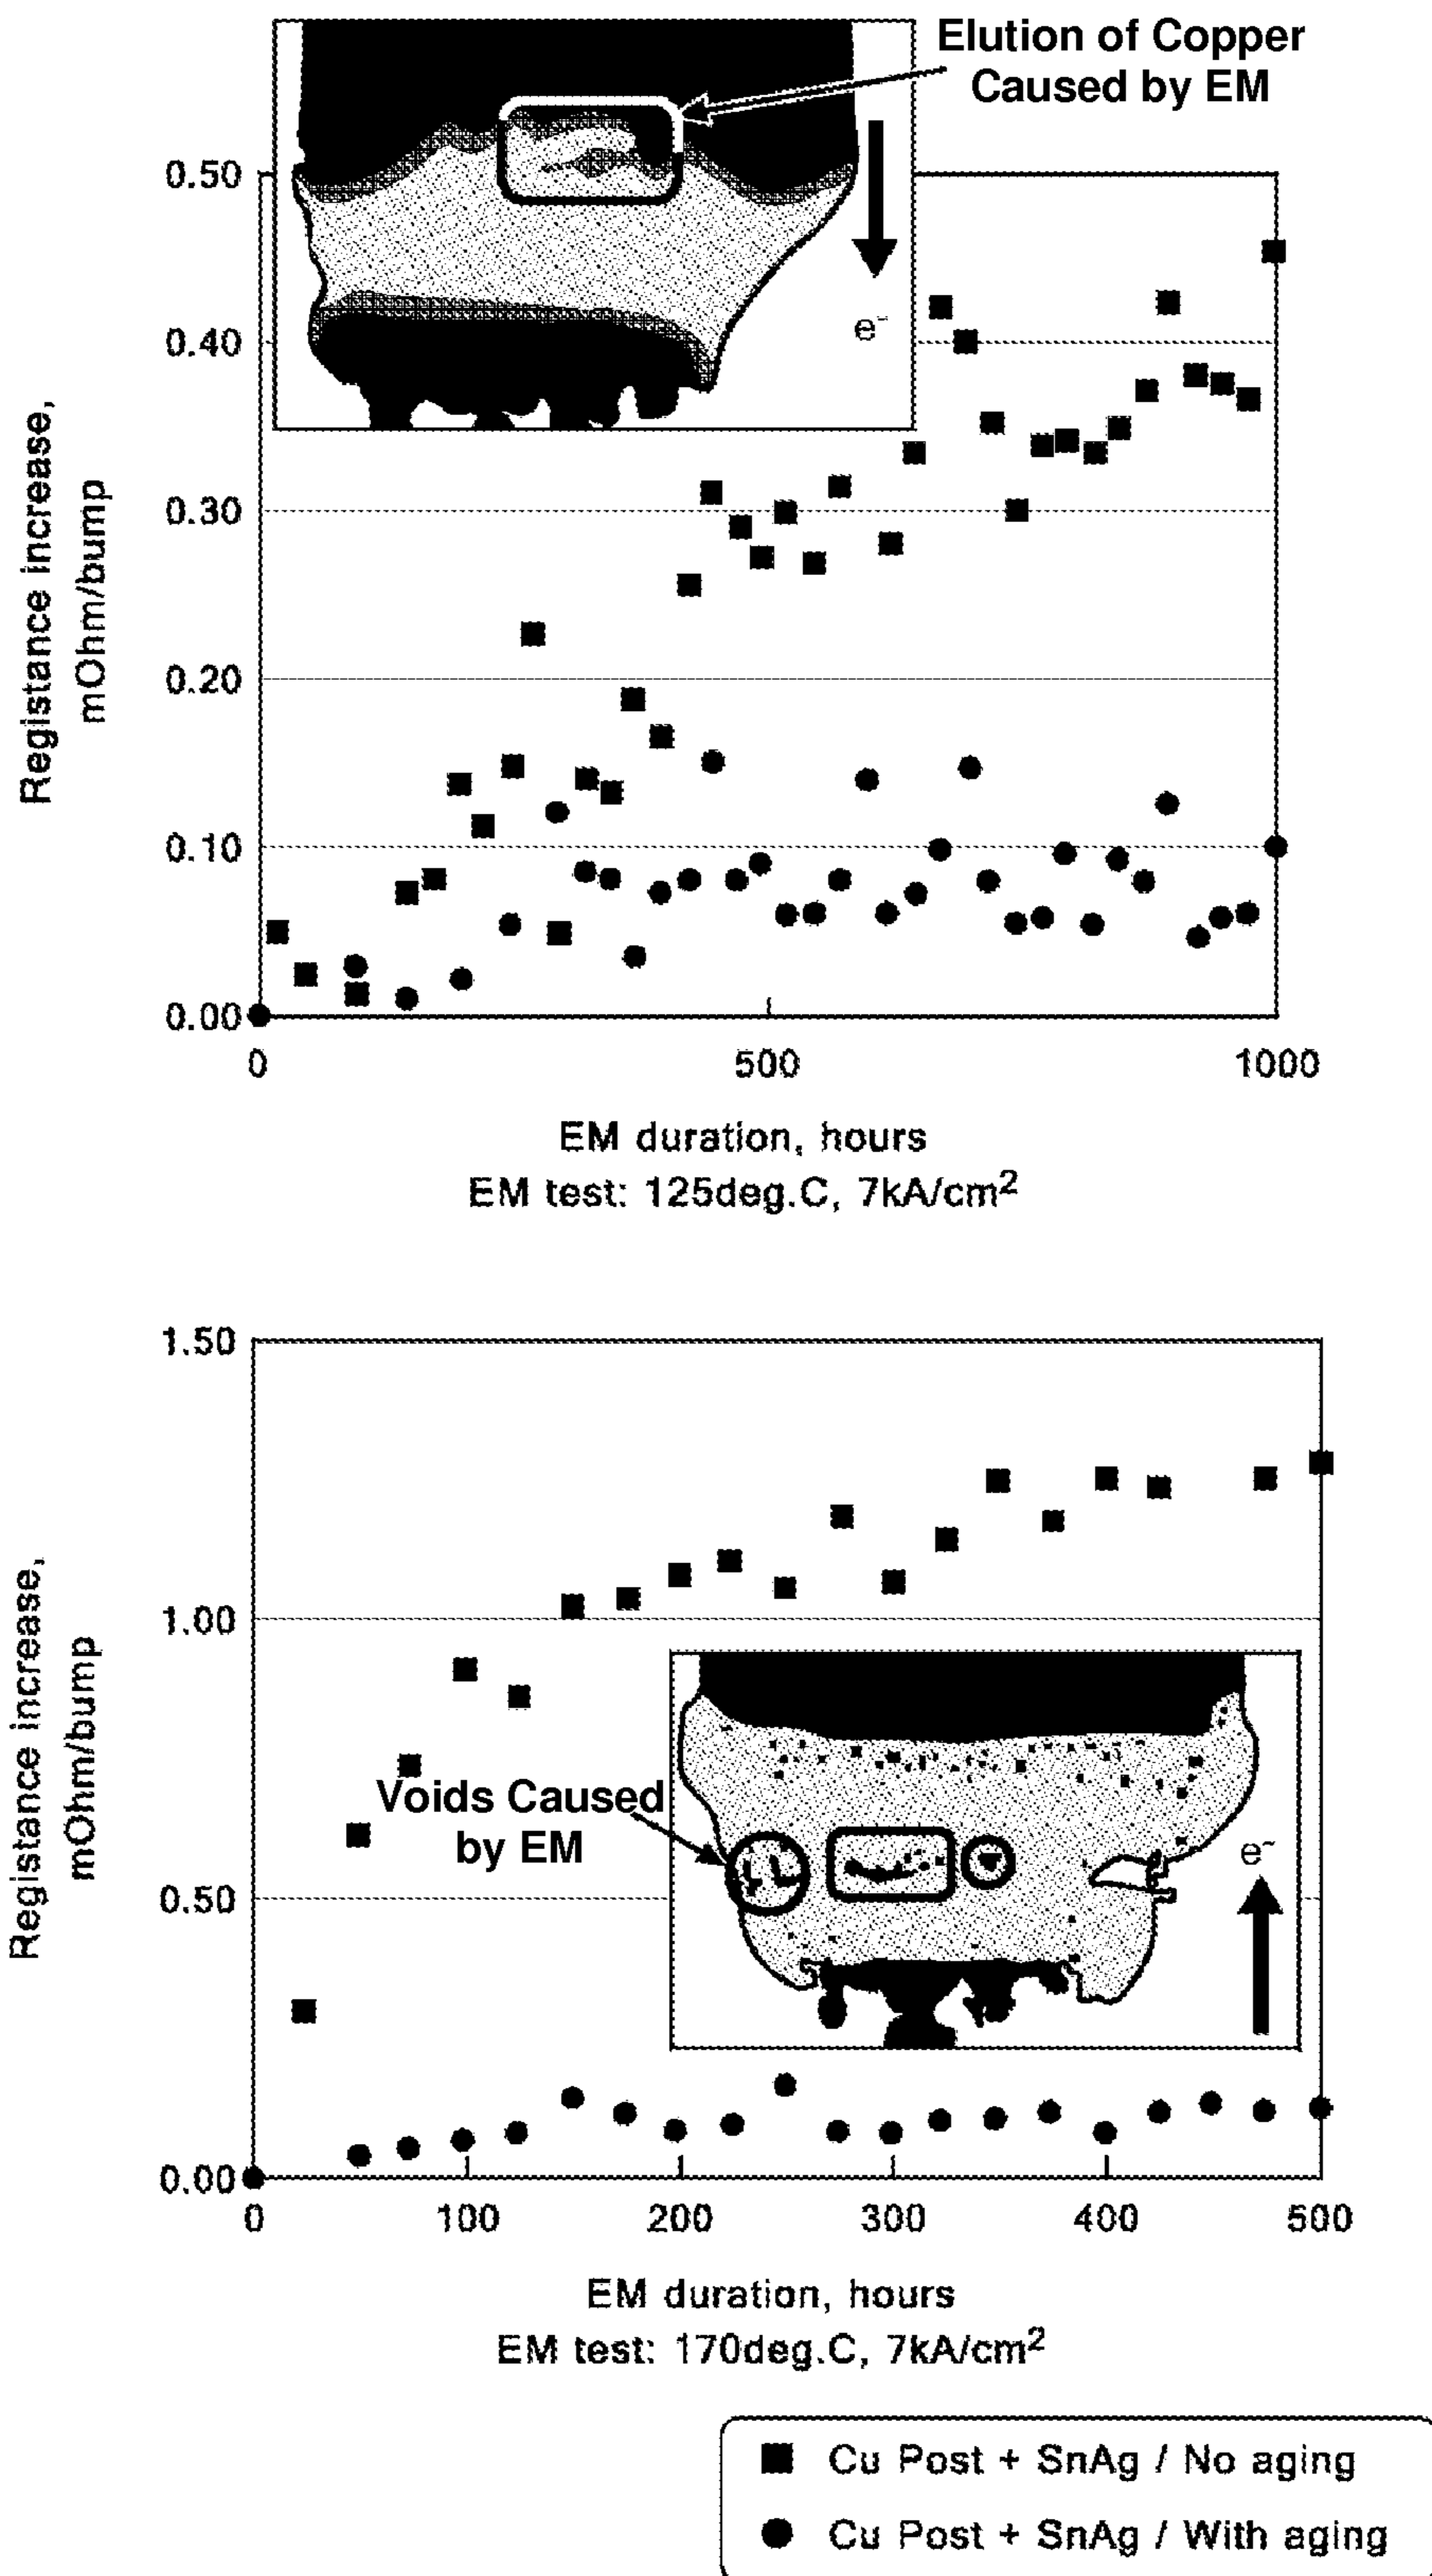 Elution of Copper
Caused by EM
e-
0.50
0.40
0.30
0.20
0.10
0.00
Registance increase,
mOhm/bump
0
500
1000
EM duration, hours
EM test: 125deg.C, 7kA/cm2
1.50
1.00
0.50
0.00
Registance increase,
mOhm/bump
Voids Caused
by EM
e-
0
100
200
300
400
500
EM duration, hours
EM test: 170deg.C, 7kA/cm2
Cu Post + SnAg / No aging
Cu Post + SnAg / With aging